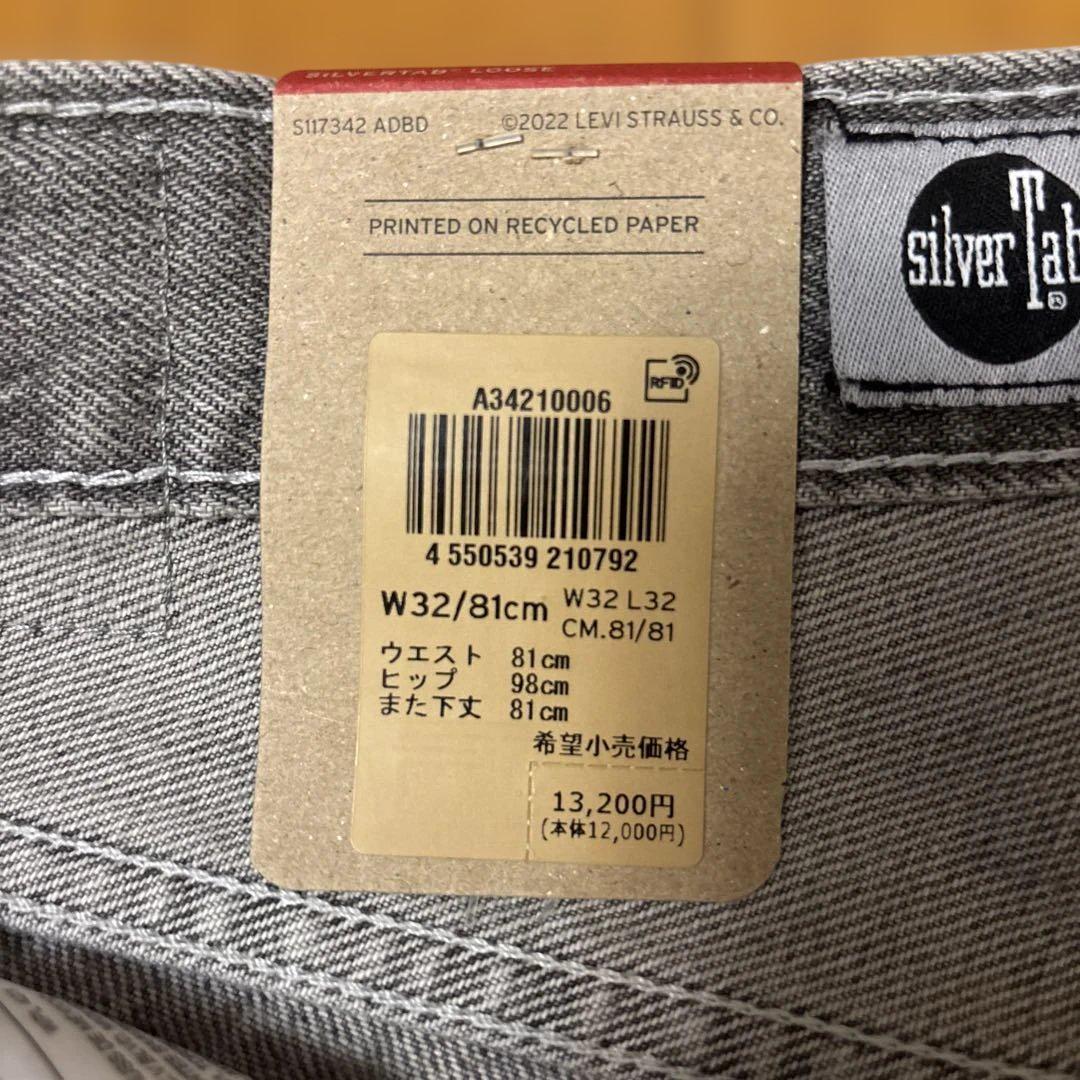 SILVERTAB™ LOOSE
S117342 ADBD ©2022 LEVI STRAUSS & CO.
PRINTED ON RECYCLED PAPER
RFID
A34210006
4 550539 210792
W32/81cm W32 L32
CM.81/81
ウエスト 81cm
ヒップ 98cm
また下丈 81cm
希望小売価格
13,200円
(本体12,000円)
silverTab
®